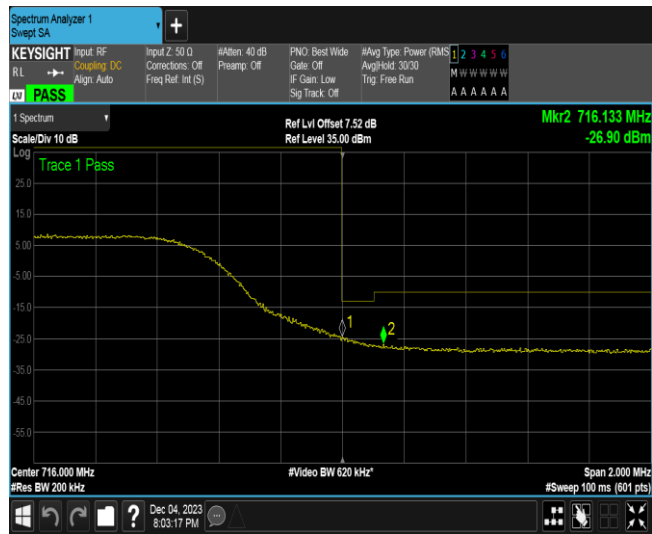 Spectrum Analyzer 1
Swept SA
KEYSIGHT
RL
LXI PASS
Input: RF
Coupling: DC
Align: Auto
Input Z: 50 Ω
Corrections: Off
Freq Ref: Int (S)
#Atten: 40 dB
Preamp: Off
PNO: Best Wide
Gate: Off
IF Gain: Low
Sig Track: Off
#Avg Type: Power (RMS
Avg|Hold: 30/30
Trig: Free Run
1 2 3 4 5 6
M W W W W W
A A A A A A
1 Spectrum
Scale/Div 10 dB
Ref Lvl Offset 7.52 dB
Ref Level 35.00 dBm
Mkr2 716.133 MHz
-26.90 dBm
Log
Trace 1 Pass
25.0
15.0
5.00
-5.00
-15.0
-25.0
-35.0
-45.0
-55.0
1
2
Center 716.000 MHz
#Res BW 200 kHz
#Video BW 620 kHz*
Span 2.000 MHz
#Sweep 100 ms (601 pts)
?
Dec 04, 2023
8:03:17 PM